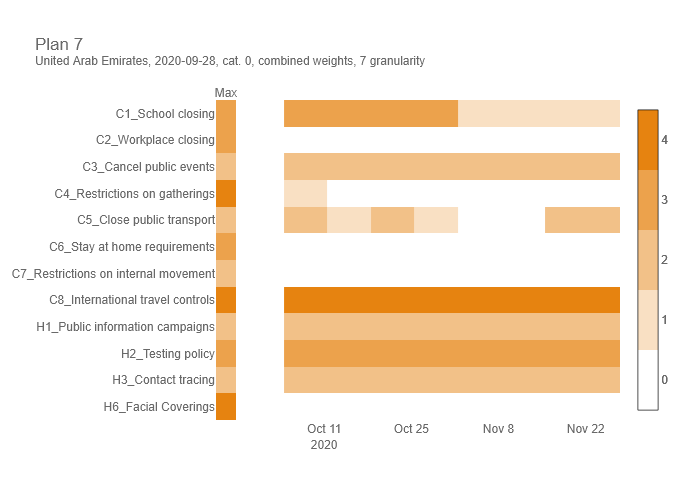 Plan 7
United Arab Emirates, 2020-09-28, cat. 0, combined weights, 7 granularity
Max
C1_School closing
C2_Workplace closing
C3_Cancel public events
C4_Restrictions on gatherings
C5_Close public transport
C6_Stay at home requirements
C7_Restrictions on internal movement
C8_International travel controls
H1_Public information campaigns
H2_Testing policy
H3_Contact tracing
H6_Facial Coverings
Oct 11 Oct 25 Nov 8 Nov 22
2020
4
3
2
1
0